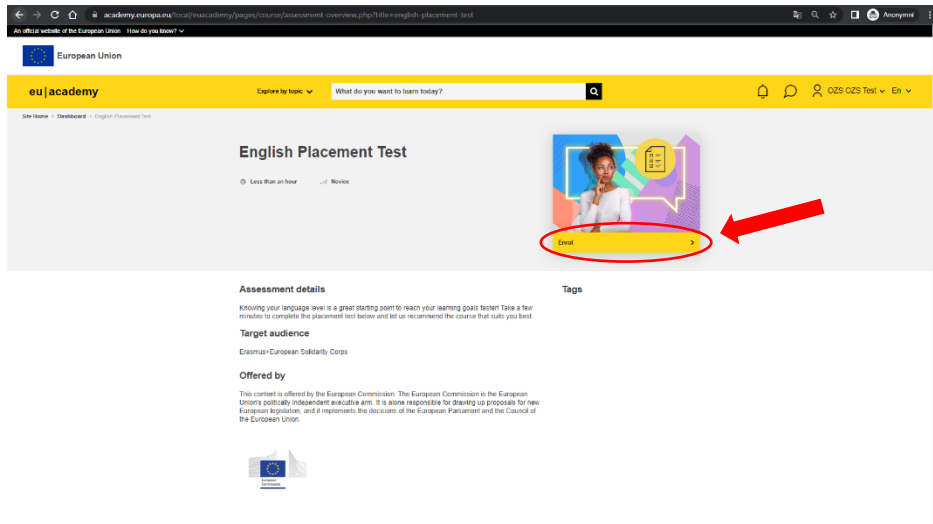 academy.europa.eu/local/euacademy/pages/course/assessment-overview.php?title=english-placement-test
Anonymní
An official website of the European Union How do you know?
European Union
eu|academy
Explore by topic
What do you want to learn today?
OZS OZS Test
En
Site Home > Dashboard > English Placement Test
English Placement Test
Less than an hour
Novice
Enrol
Assessment details
Tags
Knowing your language level is a great starting point to reach your learning goals faster! Take a few
minutes to complete the placement test below and let us recommend the course that suits you best.
Target audience
Erasmus+European Solidarity Corps
Offered by
This content is offered by the European Commission. The European Commission is the European
Union's politically independent executive arm. It is alone responsible for drawing up proposals for new
European legislation, and it implements the decisions of the European Parliament and the Council of
the European Union.
European
Commission